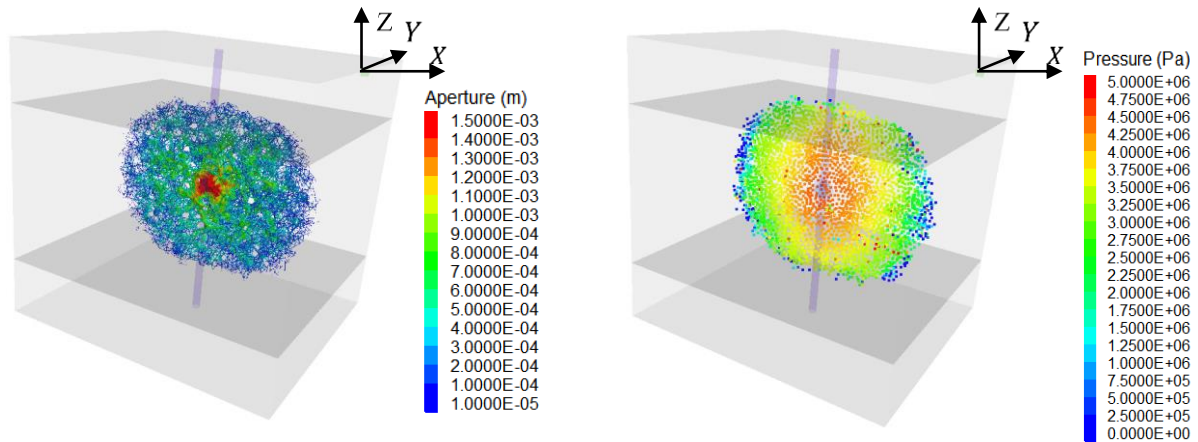 Z
Y
X
Aperture (m)
1.5000E-03
1.4000E-03
1.3000E-03
1.2000E-03
1.1000E-03
1.0000E-03
9.0000E-04
8.0000E-04
7.0000E-04
6.0000E-04
5.0000E-04
4.0000E-04
3.0000E-04
2.0000E-04
1.0000E-04
1.0000E-05
Z
Y
X
Pressure (Pa)
5.0000E+06
4.7500E+06
4.5000E+06
4.2500E+06
4.0000E+06
3.7500E+06
3.5000E+06
3.2500E+06
3.0000E+06
2.7500E+06
2.5000E+06
2.2500E+06
2.0000E+06
1.7500E+06
1.5000E+06
1.2500E+06
1.0000E+06
7.5000E+05
5.0000E+05
2.5000E+05
0.0000E+00